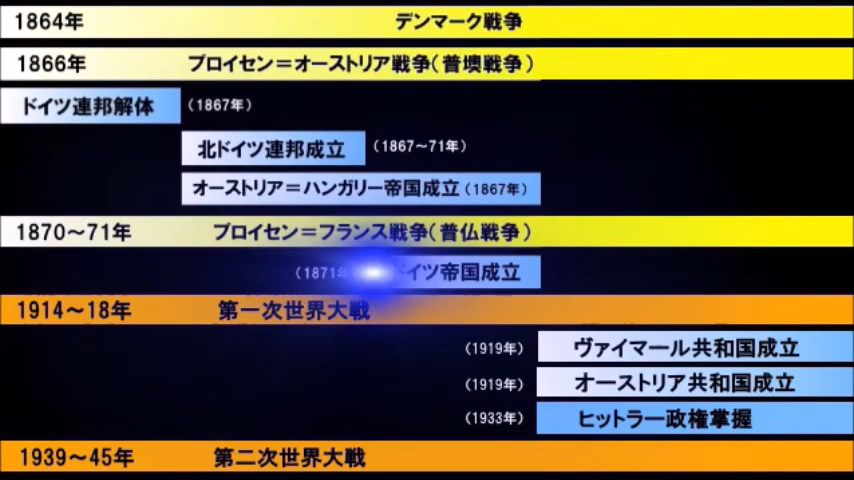 1864年 デンマーク戦争
1866年 プロイセン＝オーストリア戦争（普墺戦争）
ドイツ連邦解体 （1867年）
北ドイツ連邦成立 （1867～71年）
オーストリア＝ハンガリー帝国成立（1867年）
1870～71年 プロイセン＝フランス戦争（普仏戦争）
（1871年 ドイツ帝国成立
1914～18年 第一次世界大戦
（1919年） ヴァイマール共和国成立
（1919年） オーストリア共和国成立
（1933年） ヒットラー政権掌握
1939～45年 第二次世界大戦